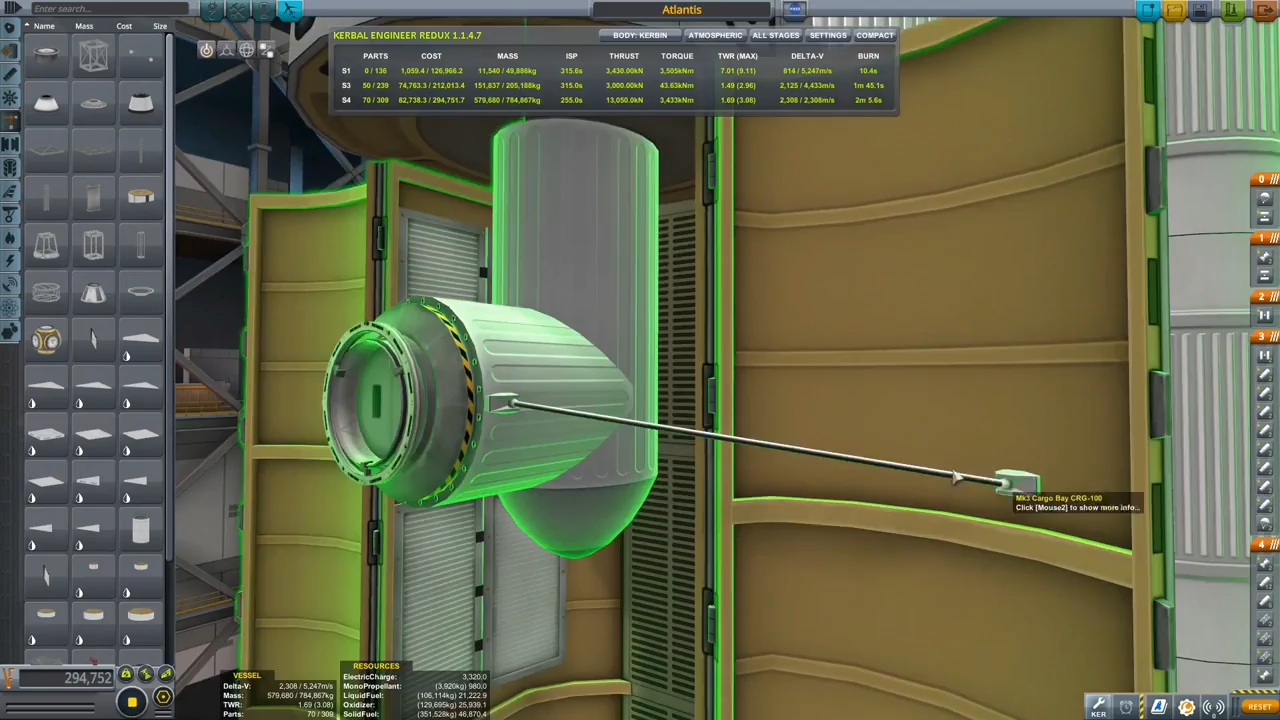 Enter search...
Atlantis
Name Mass Cost Size
KERBAL ENGINEER REDUX 1.1.4.7 BODY: KERBIN ATMOSPHERIC ALL STAGES SETTINGS COMPACT
PARTS COST MASS ISP THRUST TORQUE TWR (MAX) DELTA-V BURN
S1 0 / 136 1,059.4 / 126,966.2 11,540 / 49,886kg 315.6s 3,430.00kN 3,505kNm 7.01 (9.11) 814 / 5,247m/s 10.4s
S3 50 / 239 74,763.3 / 212,013.4 151,837 / 205,188kg 315.0s 3,000.00kN 43.63kNm 1.49 (2.96) 2,125 / 4,433m/s 1m 45.1s
S4 70 / 309 82,738.3 / 294,751.7 579,680 / 784,867kg 255.0s 13,050.00kN 3,433kNm 1.69 (3.08) 2,308 / 2,308m/s 2m 5.6s
0
1
2
3
4
Mk3 Cargo Bay CRG-100
Click [Mouse2] to show more info...
294,752
VESSEL
Delta-V: 2,308 / 5,247m/s
Mass: 579,680 / 784,867kg
TWR: 1.69 (3.08)
Parts: 70 / 309
RESOURCES
ElectricCharge: 3,320.0
MonoPropellant: (3,920kg) 980.0
LiquidFuel: (106,114kg) 21,222.9
Oxidizer: (129,695kg) 25,939.1
SolidFuel: (351,528kg) 46,870.4
KER
RESET